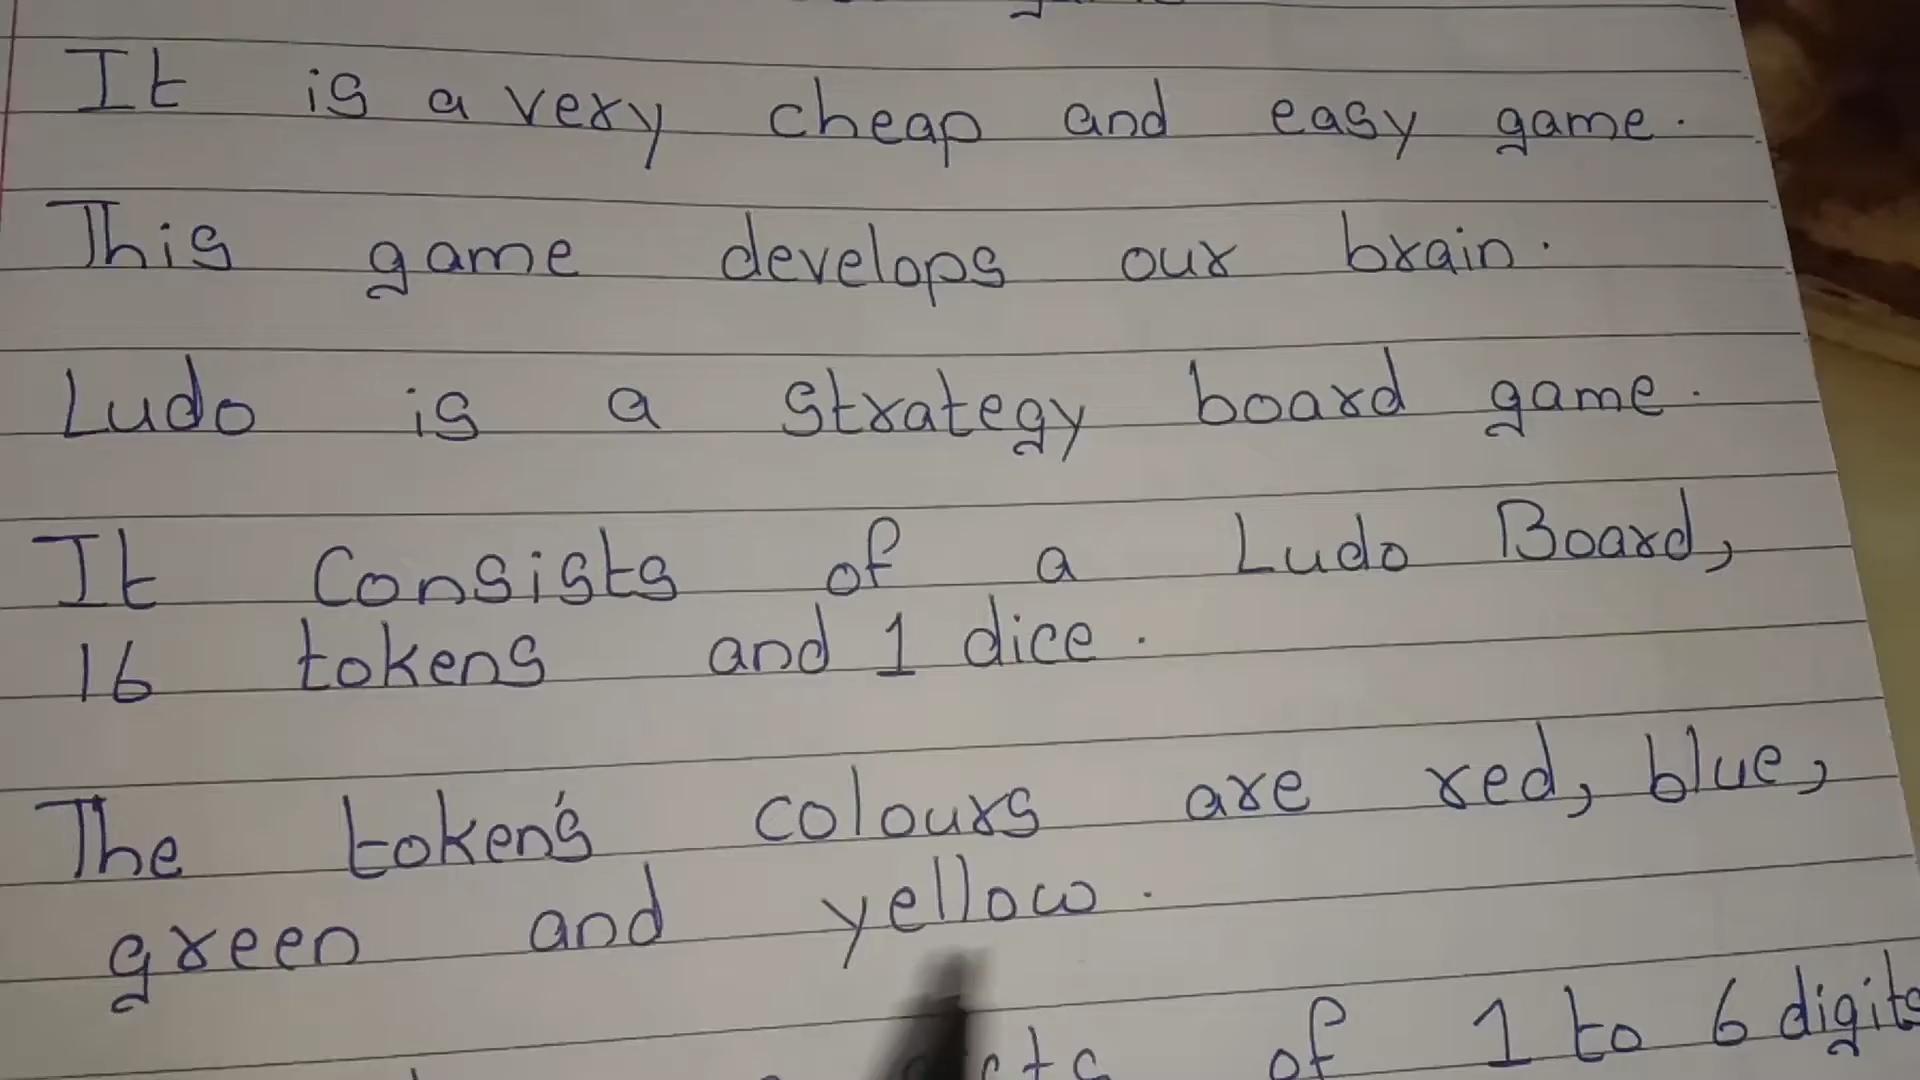 It is a very cheap and easy game.
This game develops our brain.
Ludo is a strategy board game.
It Consists of a Ludo Board,
16 tokens and 1 dice.
The token's colours are red, blue,
green and yellow.
of 1 to 6 digits